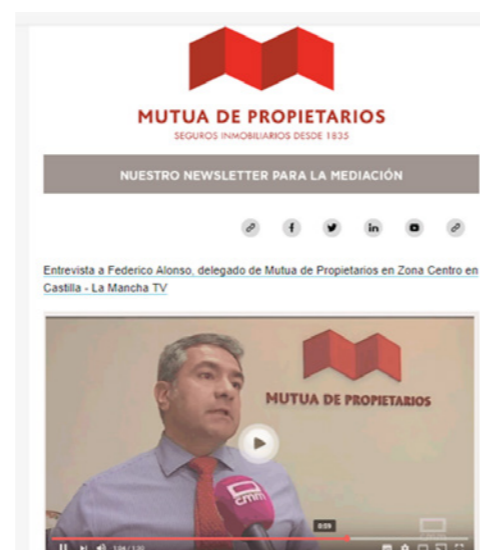 MUTUA DE PROPIETARIOS
SEGUROS INMOBILIARIOS DESDE 1835
NUESTRO NEWSLETTER PARA LA MEDIACIÓN
Entrevista a Federico Alonso, delegado de Mutua de Propietarios en Zona Centro en
Castilla - La Mancha TV
MUTUA DE PROPIETARIOS
cmm
0:59